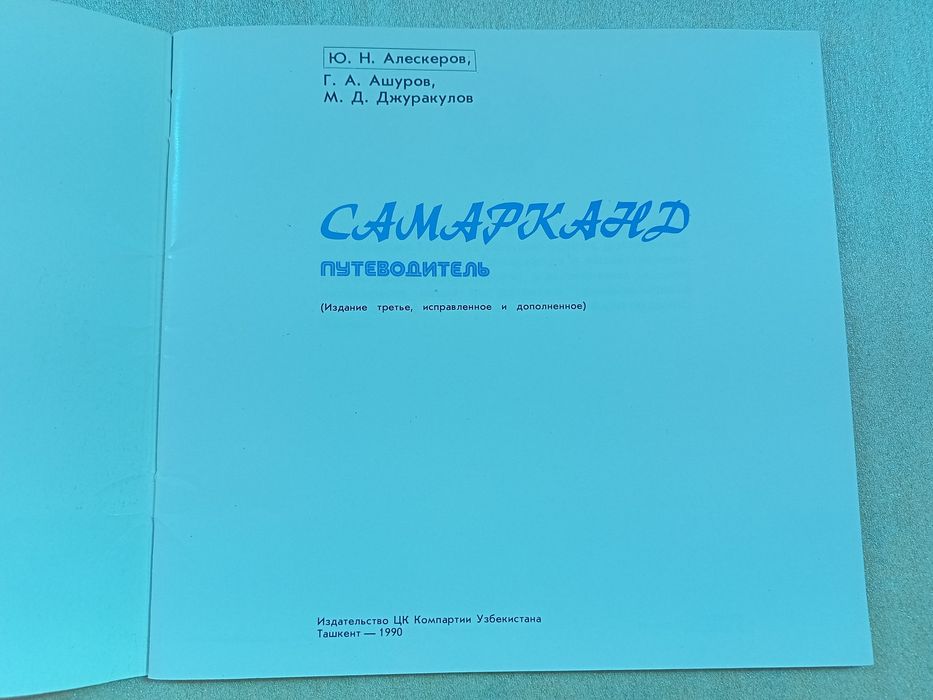 Ю. Н. Алескеров,
Г. А. Ашуров,
М. Д. Джуракулов
САМАРКАНД
ПУТЕВОДИТЕЛЬ
(Издание третье, исправленное и дополненное)
Издательство ЦК Компартии Узбекистана
Ташкент — 1990